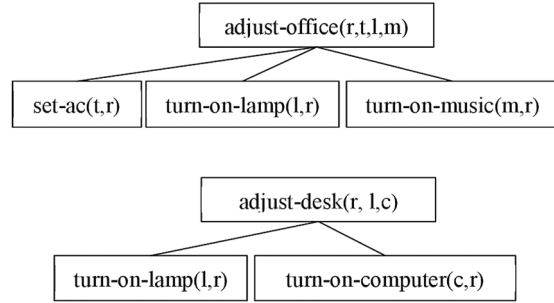 adjust-office(r,t,l,m)
set-ac(t,r)
turn-on-lamp(l,r)
turn-on-music(m,r)
adjust-desk(r, l,c)
turn-on-lamp(l,r)
turn-on-computer(c,r)